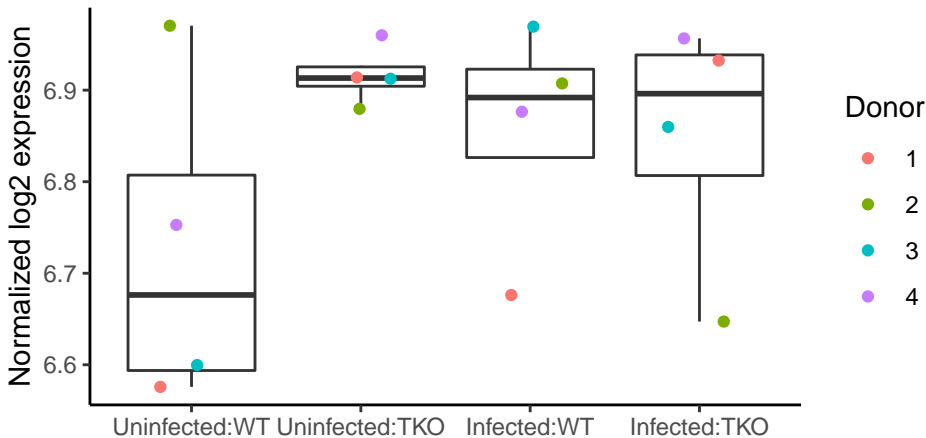 Normalized log2 expression
6.9
6.8
6.7
6.6
Uninfected:WT Uninfected:TKO Infected:WT Infected:TKO
Donor
1
2
3
4